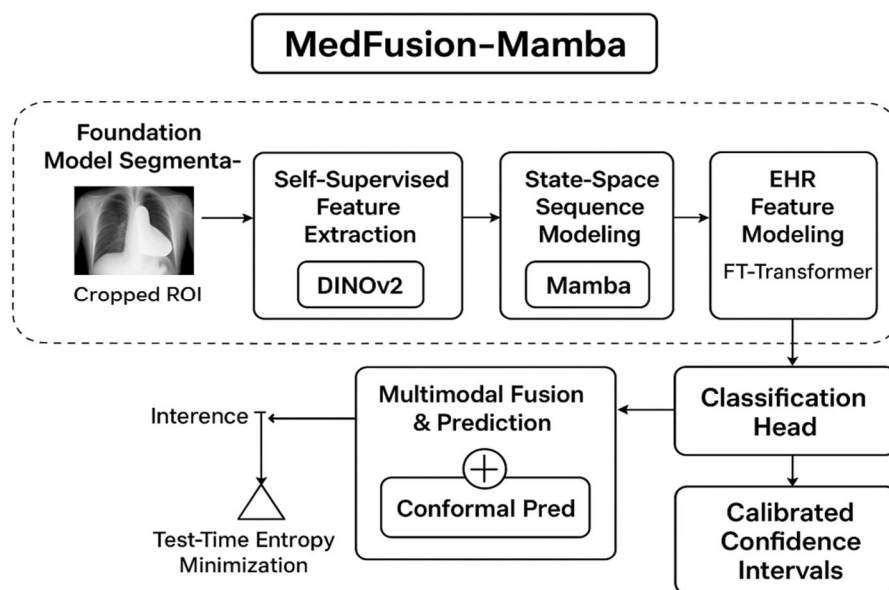 MedFusion-Mamba
Foundation
Model Segmenta-
Cropped ROI
Self-Supervised
Feature
Extraction
DINOv2
State-Space
Sequence
Modeling
Mamba
EHR
Feature
Modeling
FT-Transformer
Classification
Head
Calibrated
Confidence
Intervals
Multimodal Fusion
& Prediction
Conformal Pred
Interence
Test-Time Entropy
Minimization